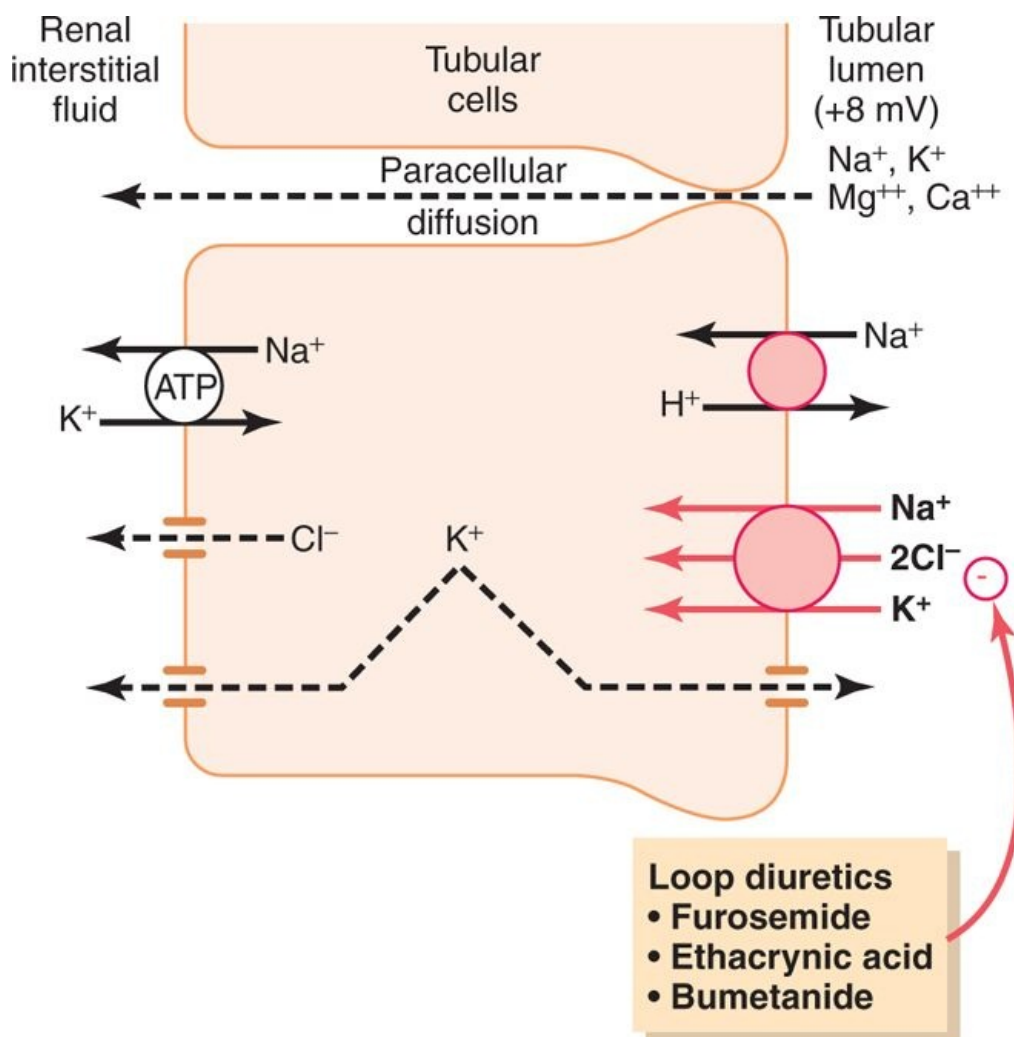 Renal
interstitial
fluid
Tubular
cells
Tubular
lumen
(+8 mV)
Na⁺, K⁺
Mg⁺⁺, Ca⁺⁺
Paracellular
diffusion
Na⁺
ATP
K⁺
Na⁺
H⁺
Cl⁻
K⁺
Na⁺
2Cl⁻
K⁺
-
Loop diuretics
• Furosemide
• Ethacrynic acid
• Bumetanide